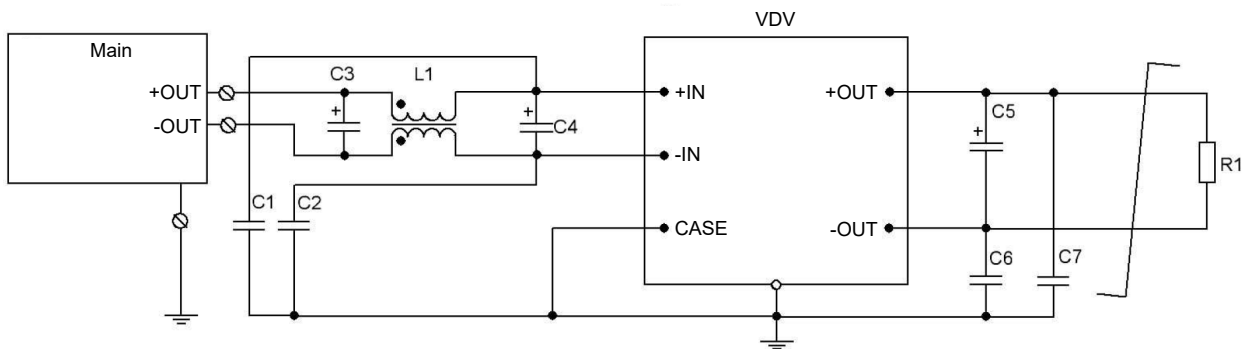 VDV
Main
C3
L1
+OUT
+IN
+OUT
+
+
C4
C5
+
-OUT
-IN
R1
C1
C2
CASE
-OUT
C6
C7